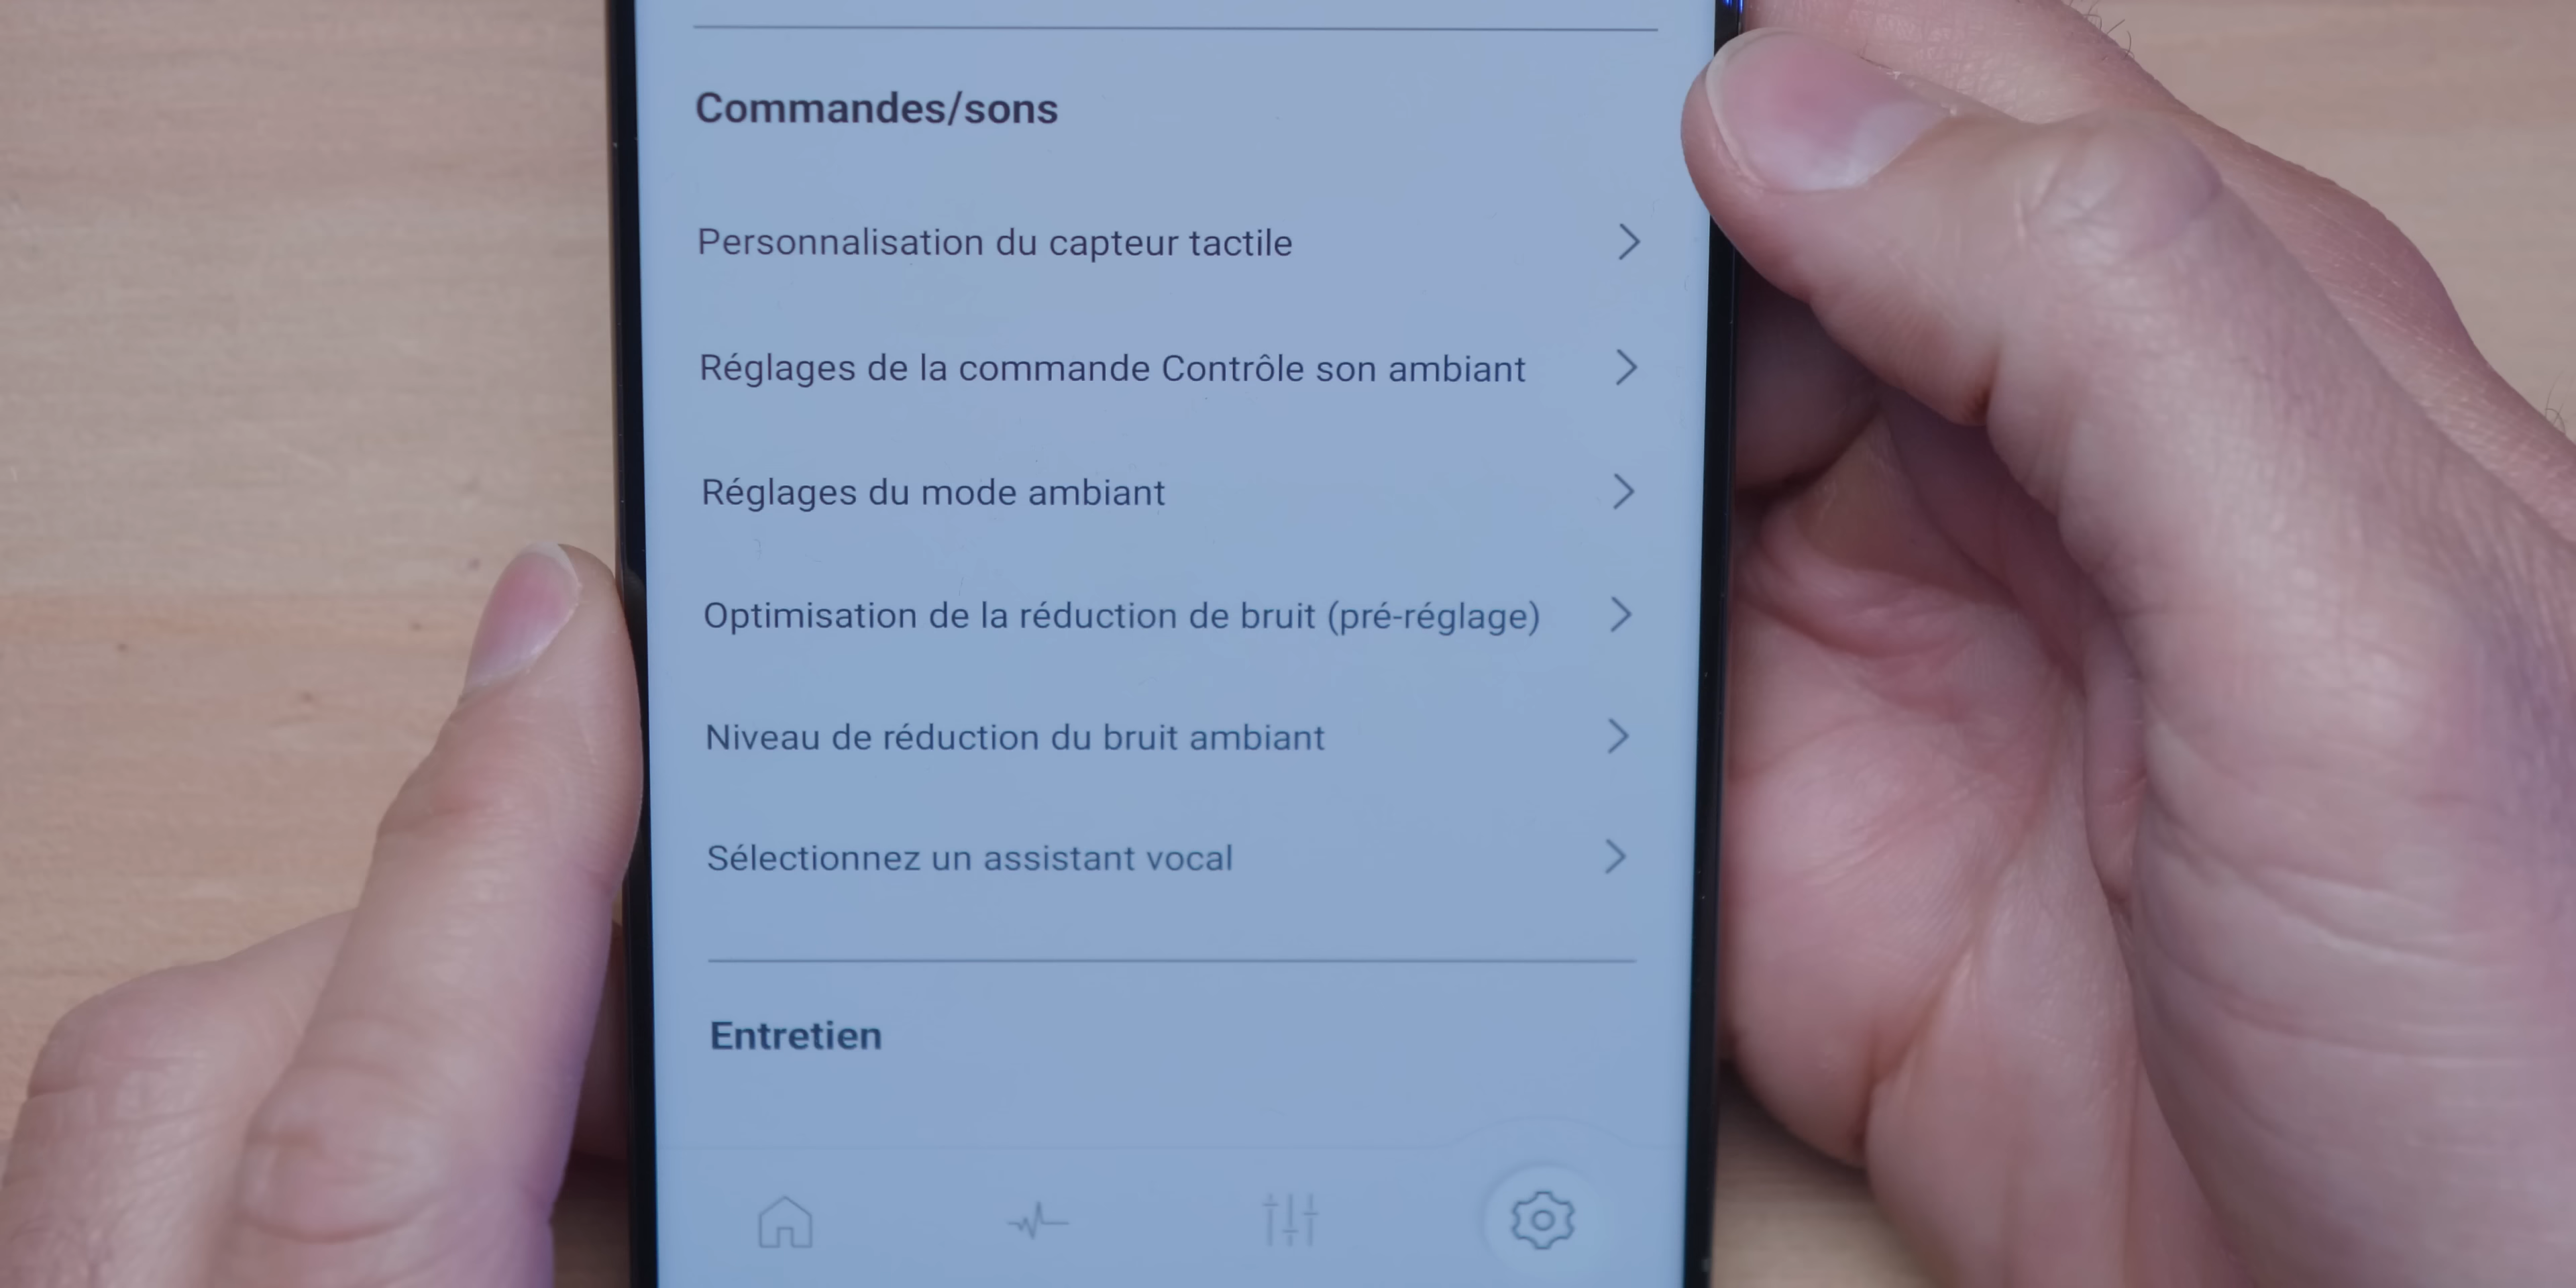 Commandes/sons
Personnalisation du capteur tactile
Réglages de la commande Contrôle son ambiant
Réglages du mode ambiant
Optimisation de la réduction de bruit (pré-réglage)
Niveau de réduction du bruit ambiant
Sélectionnez un assistant vocal
Entretien